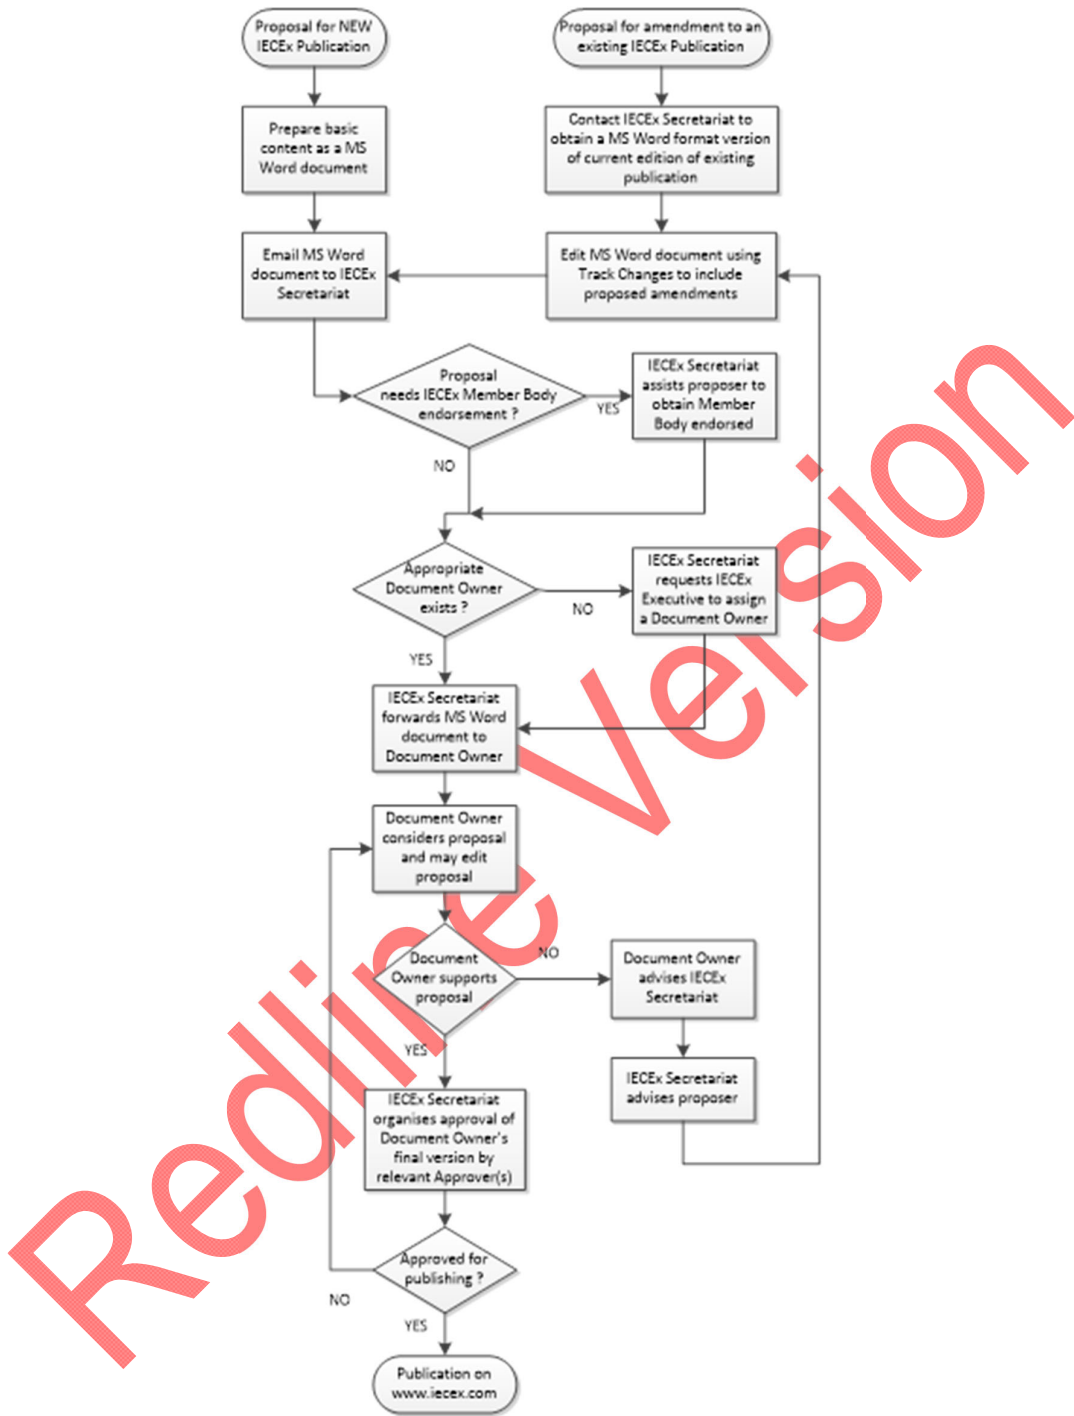 Proposal for NEW
IECEx Publication
Proposal for amendment to an
existing IECEx Publication
Prepare basic
content as a MS
Word document
Contact IECEx Secretariat to
obtain a MS Word format version
of current edition of existing
publication
Email MS Word
document to IECEx
Secretariat
Edit MS Word document using
Track Changes to include
proposed amendments
Proposal
needs IECEx Member Body
endorsement ?
YES
IECEx Secretariat
assists proposer to
obtain Member
Body endorsed
NO
Appropriate
Document Owner
exists ?
NO
IECEx Secretariat
requests IECEx
Executive to assign
a Document Owner
YES
IECEx Secretariat
forwards MS Word
document to
Document Owner
Document Owner
considers proposal
and may edit
proposal
Document
Owner supports
proposal
NO
Document Owner
advises IECEx
Secretariat
YES
IECEx Secretariat
advises proposer
IECEx Secretariat
organises approval of
Document Owner's
final version by
relevant Approver(s)
Approved for
publishing ?
NO
YES
Publication on
www.iecex.com
Redline Version